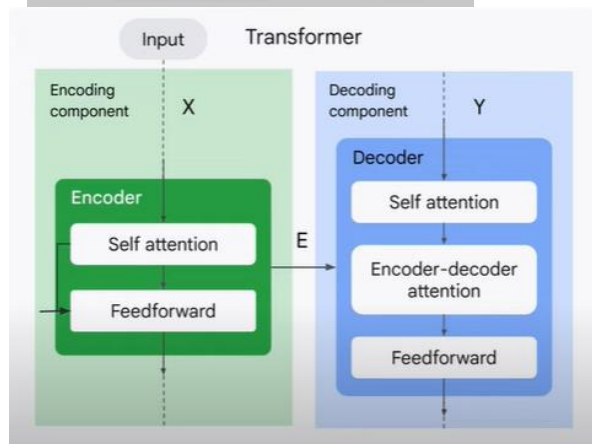 Input
Transformer
Encoding
component
X
Encoder
Self attention
Feedforward
E
Decoding
component
Y
Decoder
Self attention
Encoder-decoder
attention
Feedforward